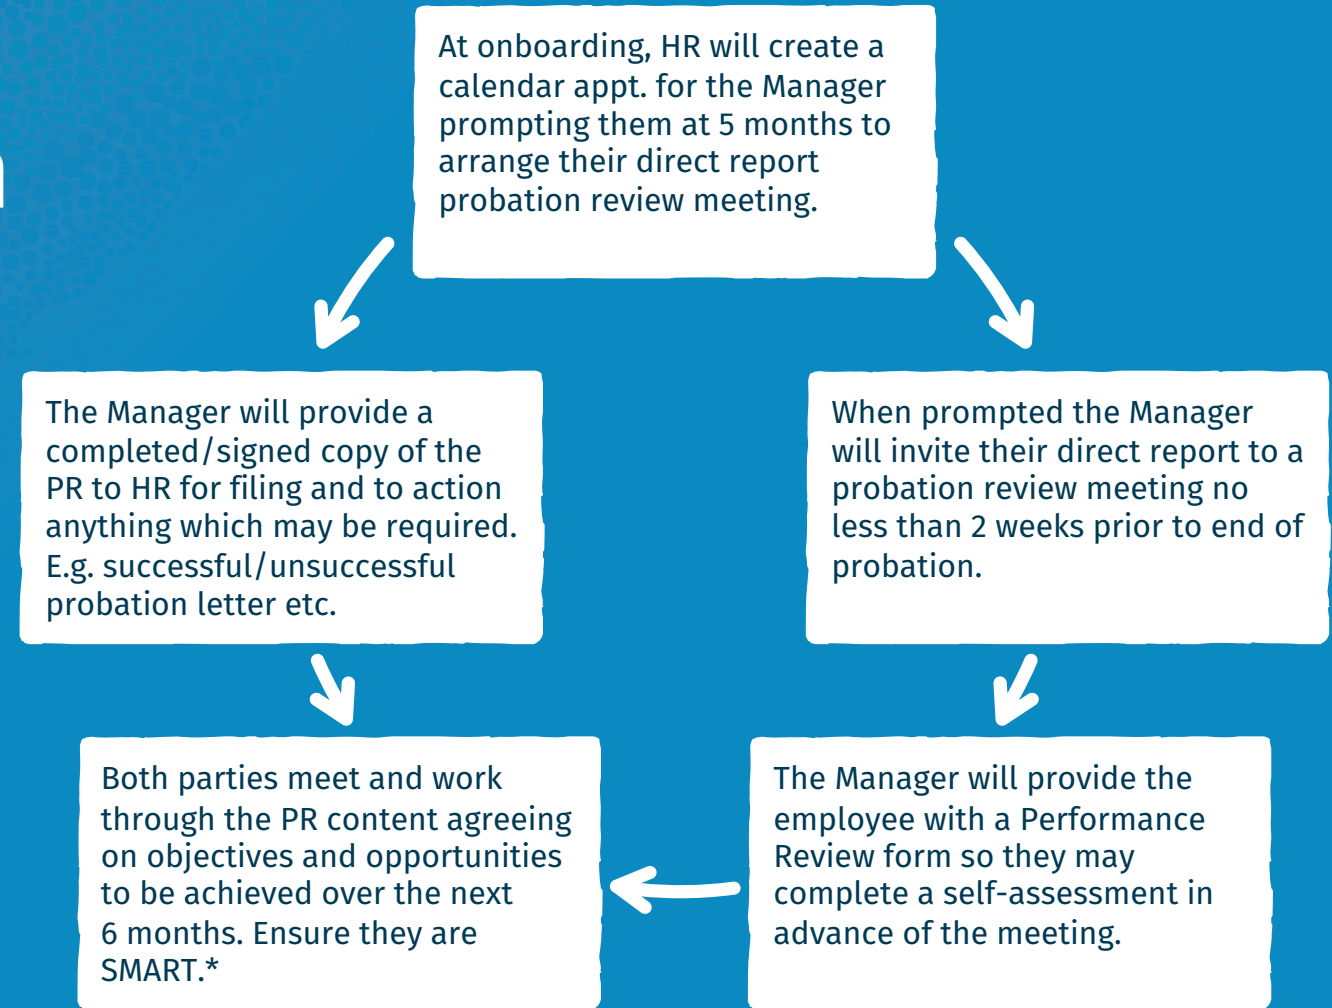 At onboarding, HR will create a
calendar appt. for the Manager
prompting them at 5 months to
arrange their direct report
probation review meeting.
The Manager will provide a
completed/signed copy of the
PR to HR for filing and to action
anything which may be required.
E.g. successful/unsuccessful
probation letter etc.
When prompted the Manager
will invite their direct report to a
probation review meeting no
less than 2 weeks prior to end of
probation.
Both parties meet and work
through the PR content agreeing
on objectives and opportunities
to be achieved over the next
6 months. Ensure they are
SMART.*
The Manager will provide the
employee with a Performance
Review form so they may
complete a self-assessment in
advance of the meeting.